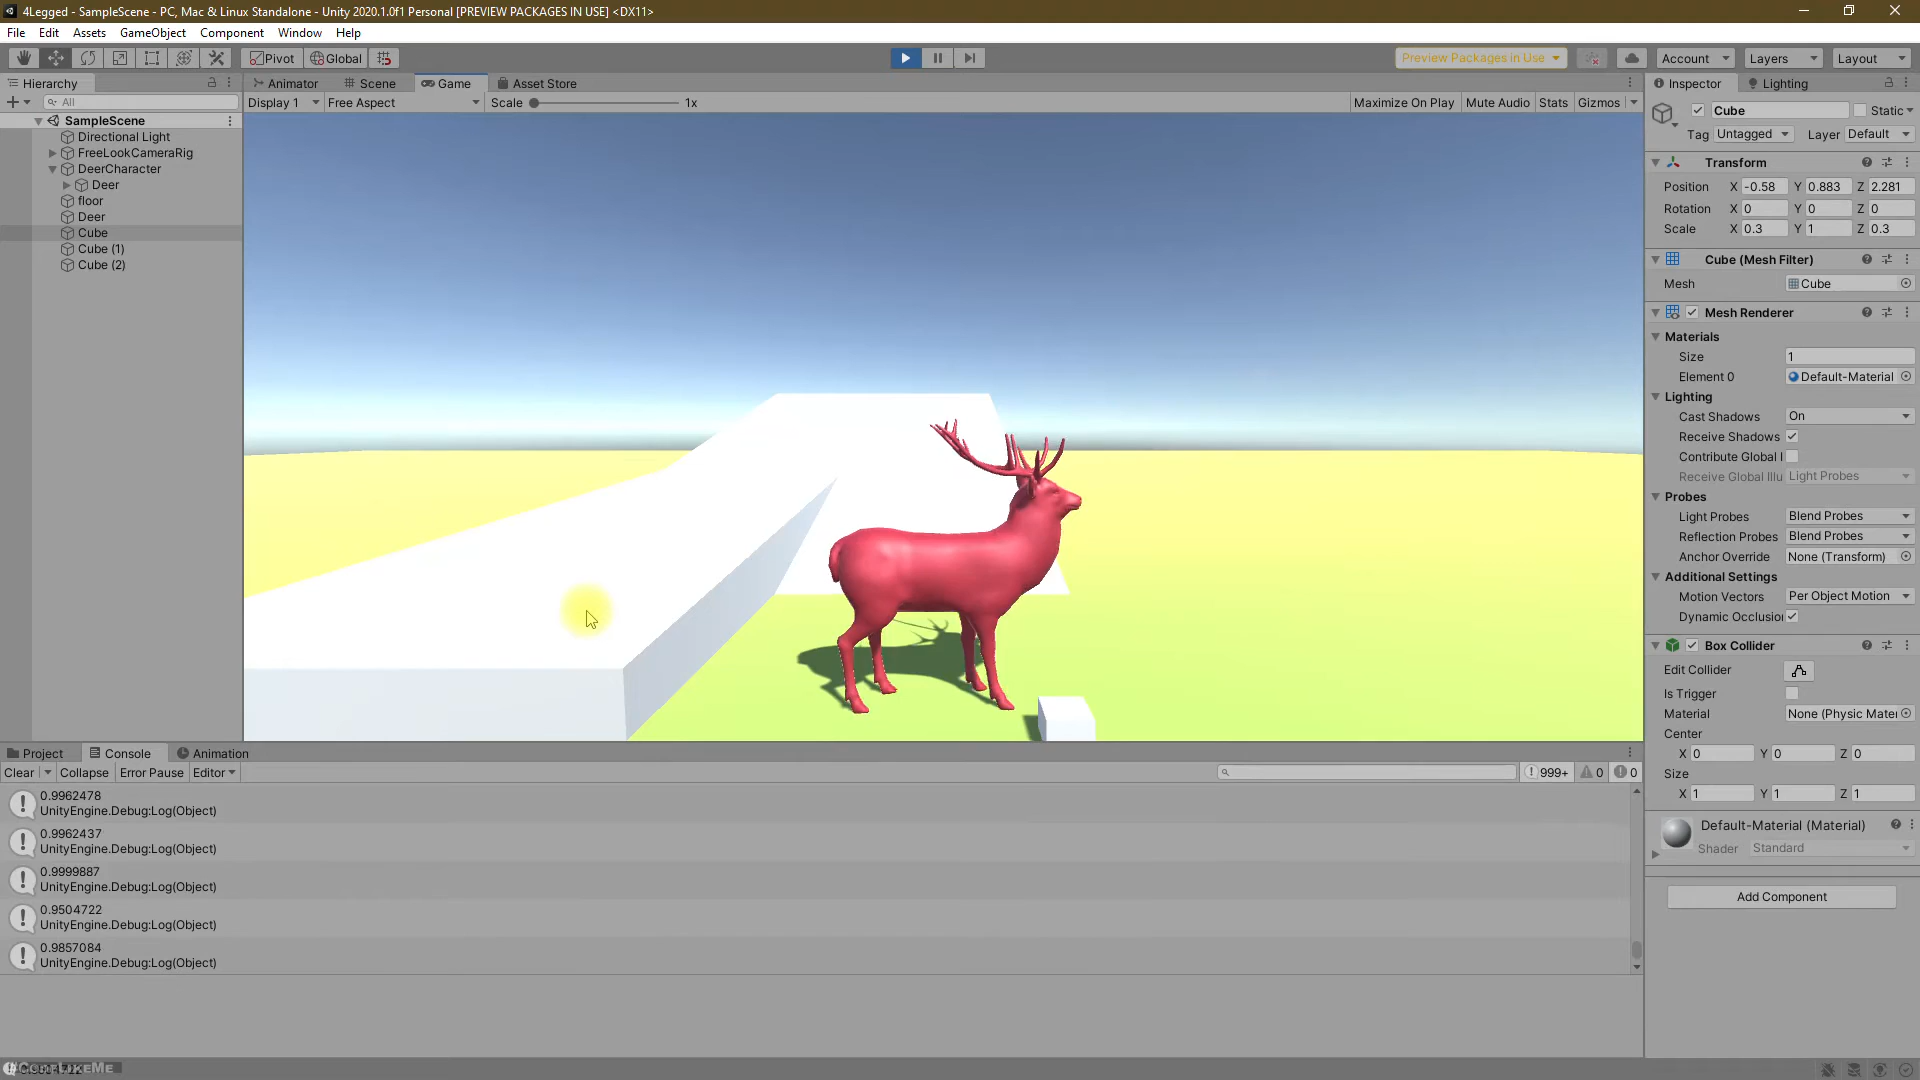 4Legged - SampleScene - PC, Mac & Linux Standalone - Unity 2020.1.0f1 Personal [PREVIEW PACKAGES IN USE] <DX11>
File Edit Assets GameObject Component Window Help
Pivot Global Preview Packages in Use Account Layers Layout
Hierarchy Animator Scene Game Asset Store Inspector Lighting
All Display 1 Free Aspect Scale 1x Maximize On Play Mute Audio Stats Gizmos
SampleScene
Directional Light
FreeLookCameraRig
DeerCharacter
Deer
floor
Deer
Cube
Cube (1)
Cube (2)
Cube Static
Tag Untagged Layer Default
Transform
Position X -0.58 Y 0.883 Z 2.281
Rotation X 0 Y 0 Z 0
Scale X 0.3 Y 1 Z 0.3
Cube (Mesh Filter)
Mesh Cube
Mesh Renderer
Materials
Size 1
Element 0 Default-Material
Lighting
Cast Shadows On
Receive Shadows
Contribute Global I
Receive Global Illu Light Probes
Probes
Light Probes Blend Probes
Reflection Probes Blend Probes
Anchor Override None (Transform)
Additional Settings
Motion Vectors Per Object Motion
Dynamic Occlusio
Box Collider
Edit Collider
Is Trigger
Material None (Physic Mater
Center
X 0 Y 0 Z 0
Size
X 1 Y 1 Z 1
Default-Material (Material)
Shader Standard
Add Component
Project Console Animation
Clear Collapse Error Pause Editor 999+ 0 0
0.9962478
UnityEngine.Debug:Log(Object)
0.9962437
UnityEngine.Debug:Log(Object)
0.9999887
UnityEngine.Debug:Log(Object)
0.9504722
UnityEngine.Debug:Log(Object)
0.9857084
UnityEngine.Debug:Log(Object)